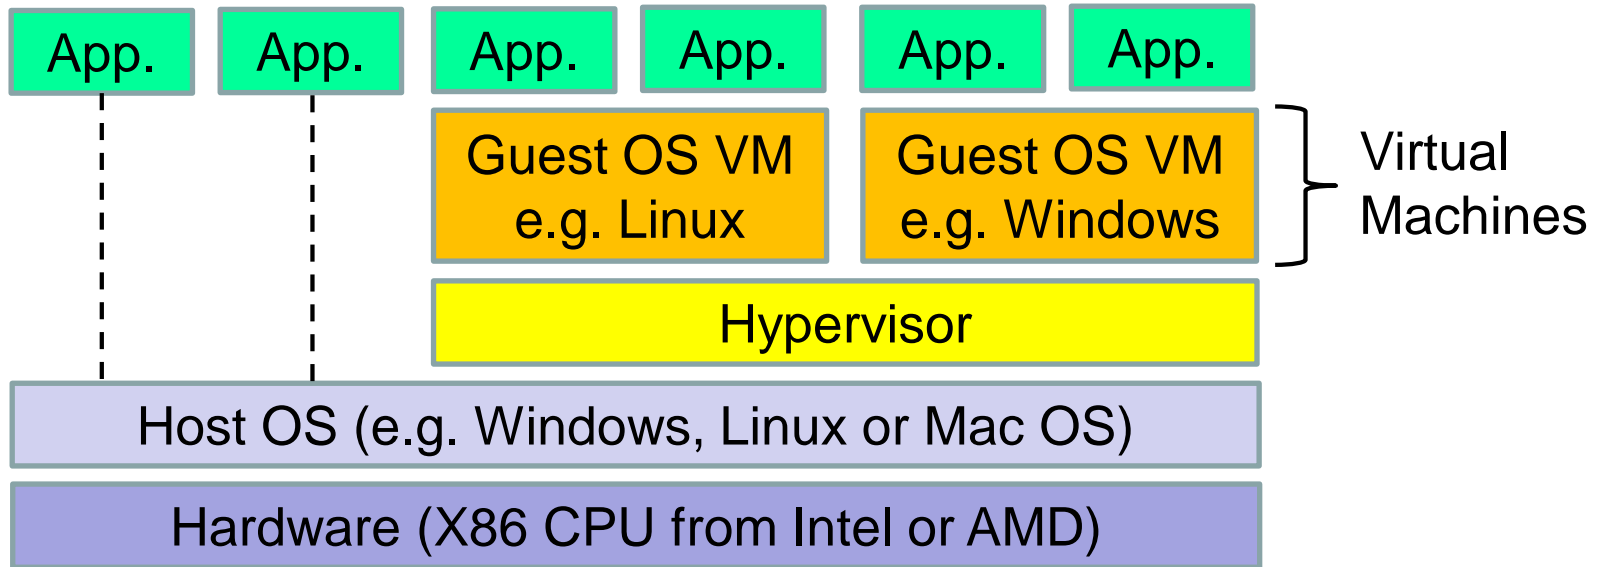 App. App. App. App. App. App.
Guest OS VM
e.g. Linux
Guest OS VM
e.g. Windows
Virtual
Machines
Hypervisor
Host OS (e.g. Windows, Linux or Mac OS)
Hardware (X86 CPU from Intel or AMD)